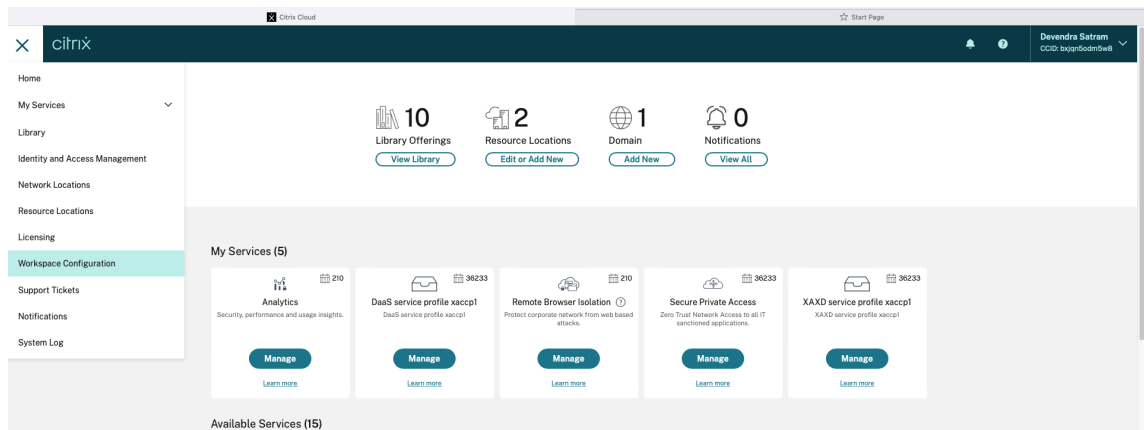 Citrix Cloud
Start Page
citrix
Devendra Satram
CCID: bxjqn5odm5w8
Home
My Services
Library
Identity and Access Management
Network Locations
Resource Locations
Licensing
Workspace Configuration
Support Tickets
Notifications
System Log
10
Library Offerings
View Library
2
Resource Locations
Edit or Add New
1
Domain
Add New
0
Notifications
View All
My Services (5)
210
Analytics
Security, performance and usage insights.
Manage
Learn more
36233
DaaS service profile xaccp1
DaaS service profile xaccp1
Manage
Learn more
210
Remote Browser Isolation
Protect corporate network from web based
attacks.
Manage
Learn more
36233
Secure Private Access
Zero Trust Network Access to all IT
sanctioned applications.
Manage
Learn more
36233
XAXD service profile xaccp1
XAXD service profile xaccp1
Manage
Learn more
Available Services (15)